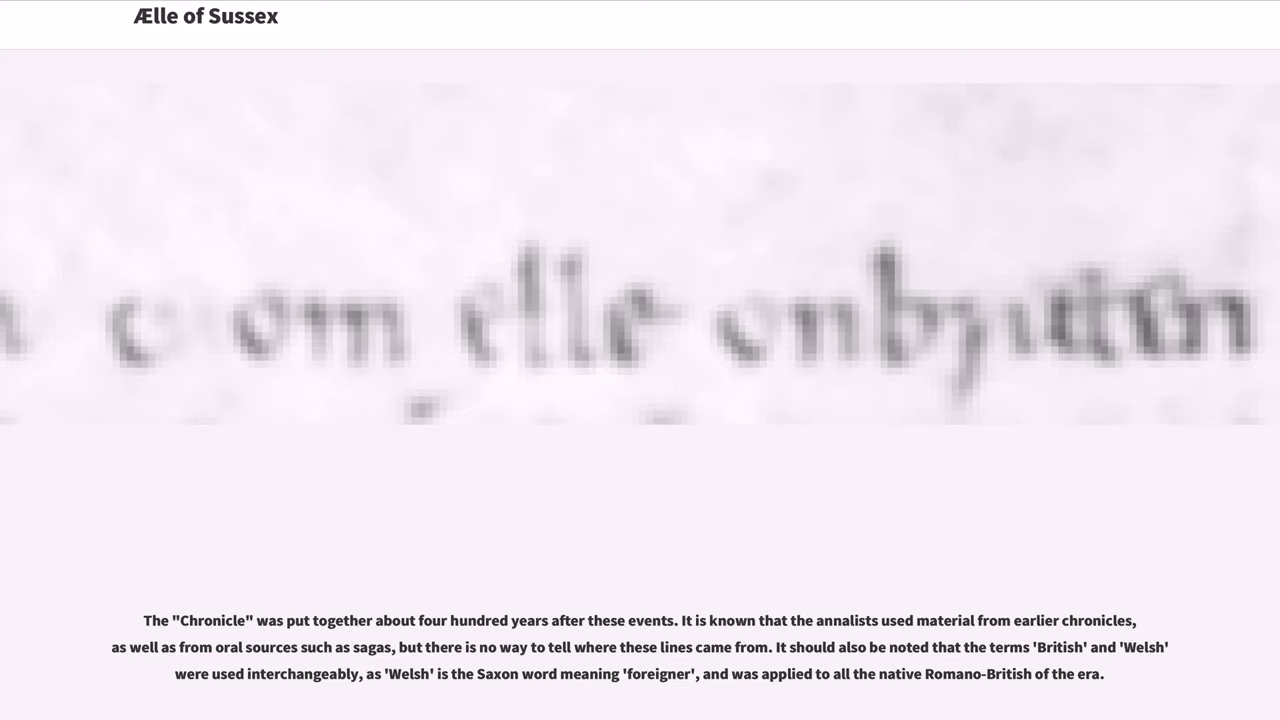 Ælle of Sussex
cuom elle onbretten
The "Chronicle" was put together about four hundred years after these events. It is known that the annalists used material from earlier chronicles,
as well as from oral sources such as sagas, but there is no way to tell where these lines came from. It should also be noted that the terms 'British' and 'Welsh'
were used interchangeably, as 'Welsh' is the Saxon word meaning 'foreigner', and was applied to all the native Romano-British of the era.